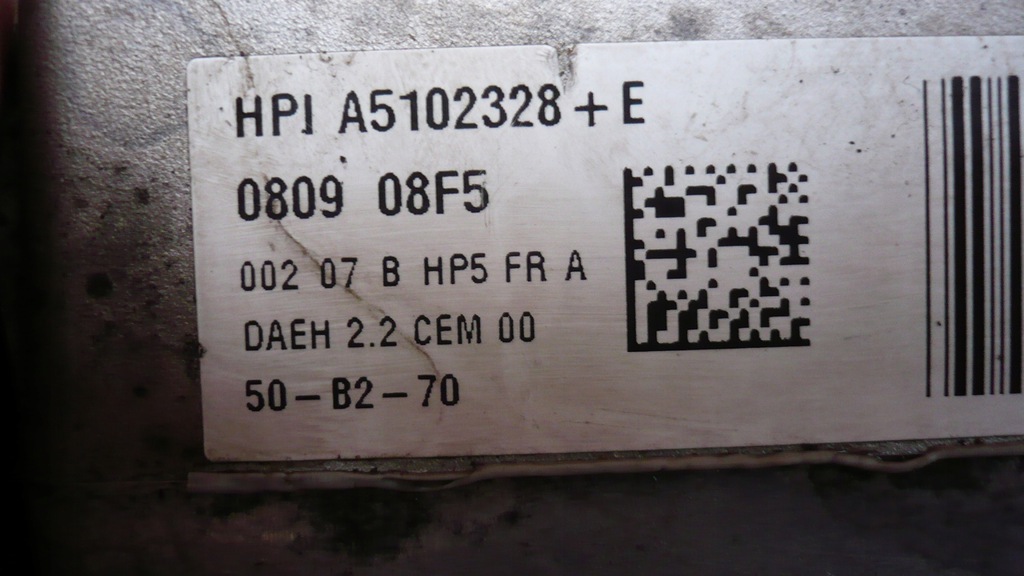 HPI A5102328+E
0809 08F5
002 07 B HP5 FR A
DAEH 2.2 CEM 00
50-B2-70